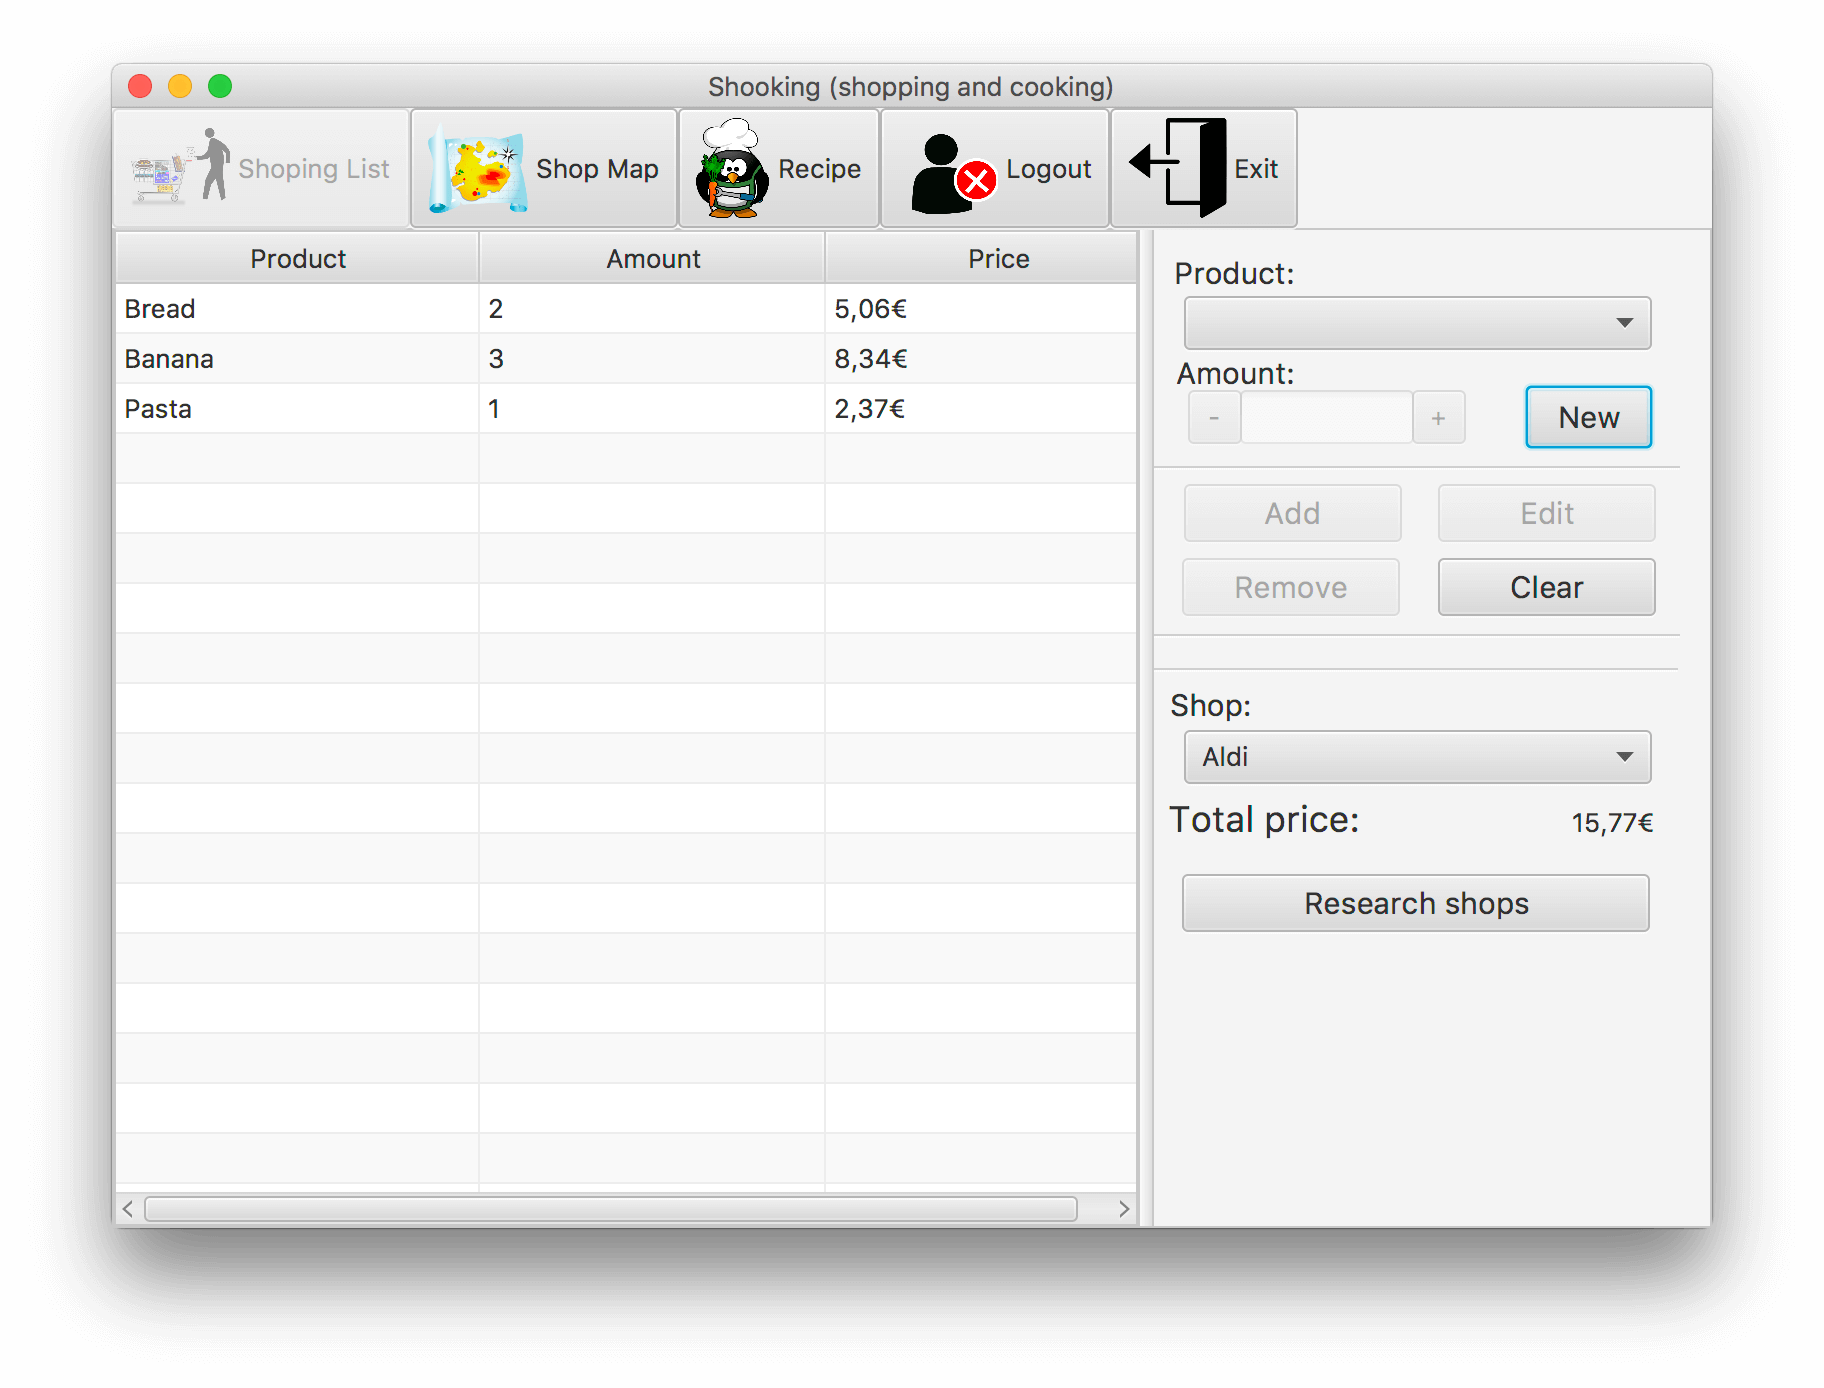 Shooking (shopping and cooking)
Shoping List Shop Map Recipe Logout Exit
Product Amount Price
Bread 2 5,06€
Banana 3 8,34€
Pasta 1 2,37€
Product:
Amount:
- + New
Add Edit
Remove Clear
Shop:
Aldi
Total price: 15,77€
Research shops